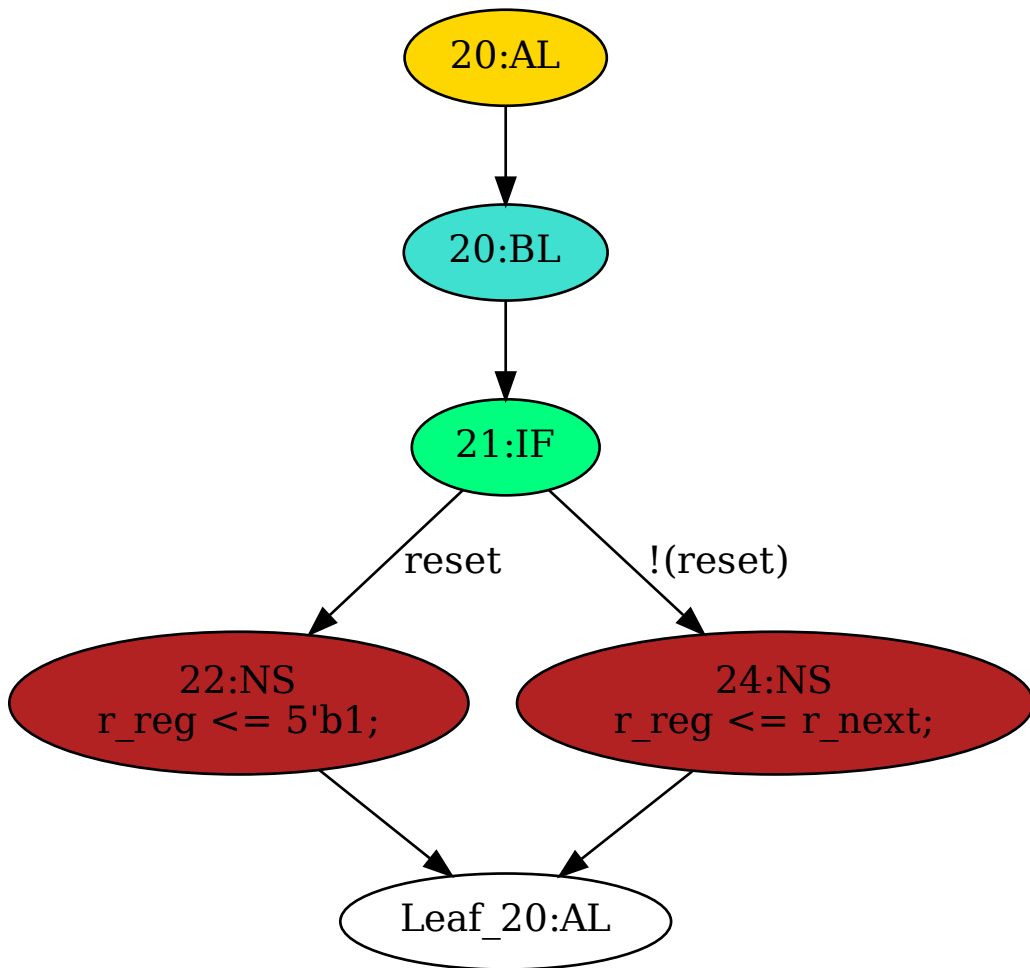 20:AL
20:BL
21:IF
reset
!(reset)
22:NS
r_reg <= 5'b1;
24:NS
r_reg <= r_next;
Leaf_20:AL